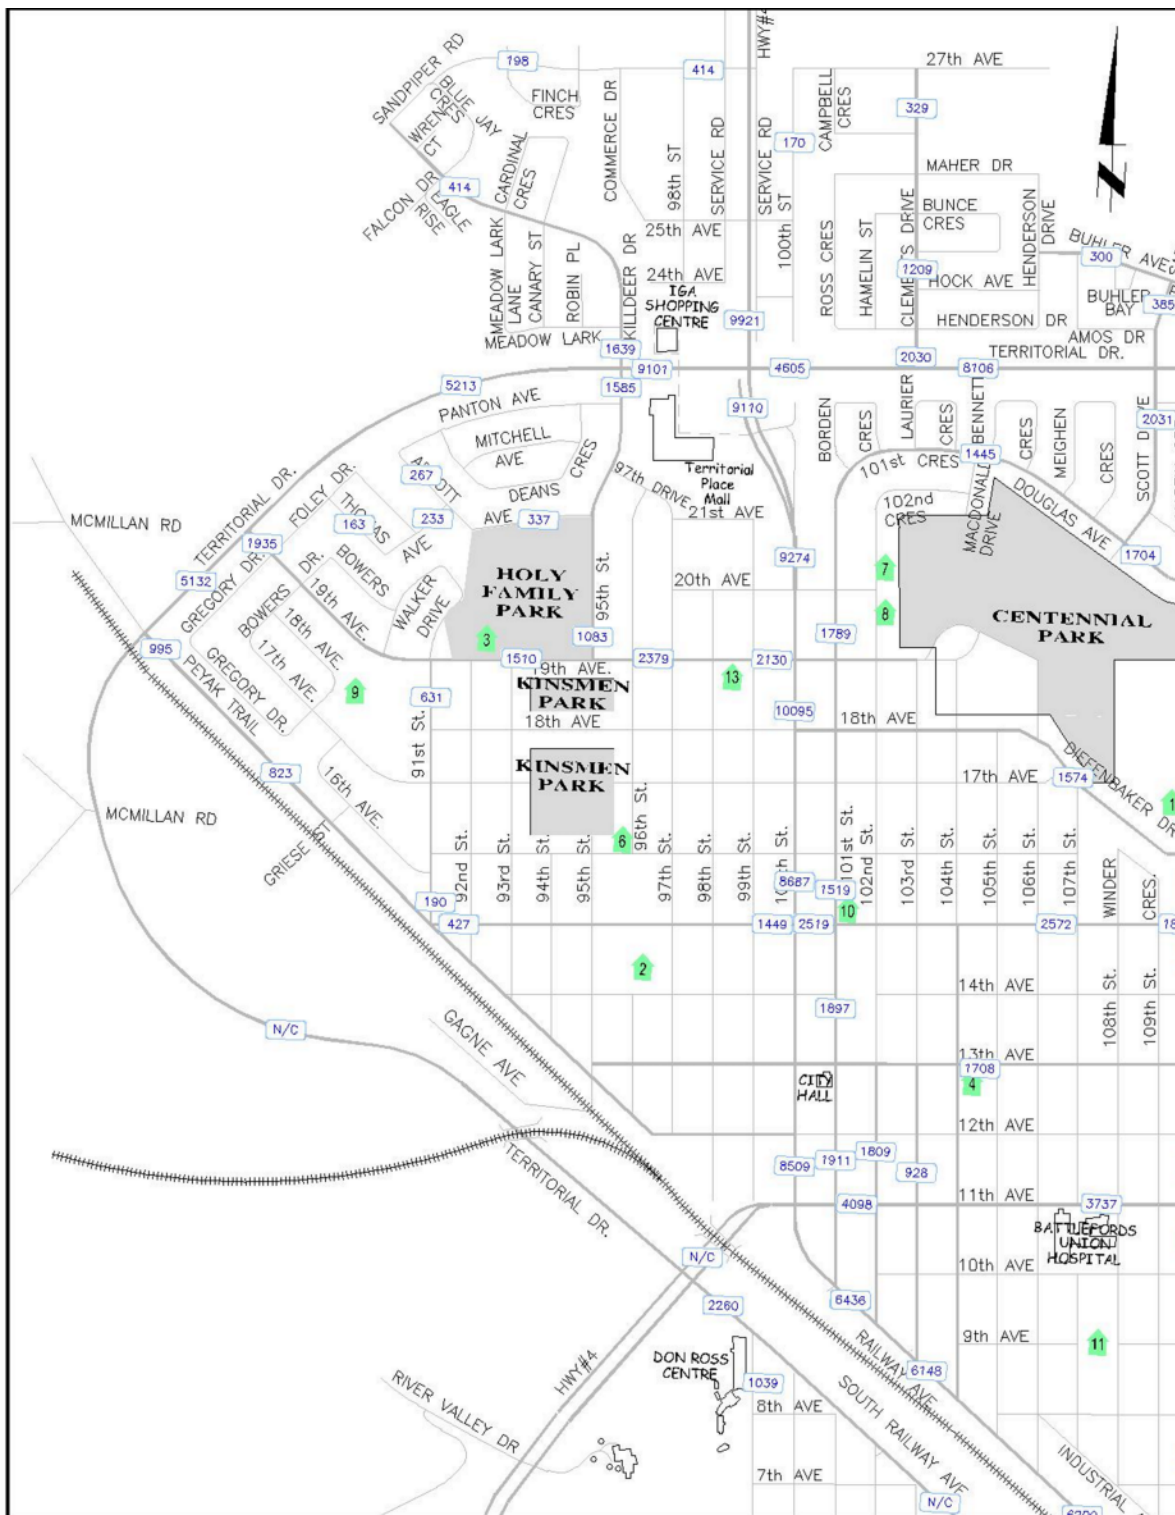 HWY#4
27th AVE
198
414
SANDPIPER RD
BLUE JAY
CRES
WREN
CT
FINCH
CRES
CARDINAL
CRES
COMMERCE DR
98th ST
SERVICE RD
SERVICE RD
170
CAMPBELL
CRES
329
MAHER DR
414
FALCON DR
EAGLE
RISE
BUNCE
CRES
HENDERSON
DRIVE
25th AVE
100th ST
ROSS CRES
HAMELIN ST
CLEMENTS DRIVE
BUHLER AVE
300
MEADOW LARK
LANE
CANARY ST
ROBIN PL
KILLDEER DR
24th AVE
1209
HOCK AVE
BUHLER
BAY
385
IGA
SHOPPING
CENTRE
9921
HENDERSON DR
AMOS DR
MEADOW LARK
1639
2030
TERRITORIAL DR.
9101
4605
8106
5213
1585
PANTON AVE
9110
BORDEN
CRES
LAURIER
CRES
BENNETT
CRES
MEIGHEN
CRES
SCOTT DRIVE
2031
MITCHELL
AVE
DEANS
CRES
ABBOTT
AVE
101st CRES
1445
MACDONALD
DRIVE
TERRITORIAL DR.
FOLEY DR.
267
97th DRIVE
Territorial
Place
Mall
102nd
CRES
DOUGLAS AVE
MCMILLAN RD
THOMAS
AVE
163
233
AVE
337
21st AVE
1935
9274
1704
HOLY
FAMILY
PARK
95th St.
7
5132
GREGORY DR.
BOWERS DR.
BOWERS
19th AVE.
WALKER
DRIVE
20th AVE
8
CENTENNIAL
PARK
3
1083
1789
995
18th AVE.
17th AVE.
1510
2379
2130
19th AVE.
PEYAK TRAIL
GREGORY DR.
9
631
KINSMEN
PARK
13
10095
91st St.
18th AVE
18th AVE
DIEFENBAKER DR
823
16th AVE.
KINSMEN
PARK
17th AVE
1574
MCMILLAN RD
GRIESE ST
6
92nd St.
93rd St.
94th St.
95th St.
96th St.
97th St.
98th St.
99th St.
100th St.
101st St.
102nd St.
103rd St.
104th St.
105th St.
106th St.
107th St.
WINDER
CRES.
8687
1519
190
10
427
1449
2519
2572
2
14th AVE
108th St.
109th St.
1897
N/C
GAGNE AVE
13th AVE
1708
CITY
HALL
4
12th AVE
TERRITORIAL DR.
8509
1911
1809
928
11th AVE
4098
3737
BATTLEFORDS
UNION
HOSPITAL
N/C
10th AVE
2260
6436
9th AVE
11
DON ROSS
CENTRE
RAILWAY AVE
6148
1039
HWY#4
RIVER VALLEY DR
8th AVE
SOUTH RAILWAY AVE
7th AVE
INDUSTRIAL
N/C